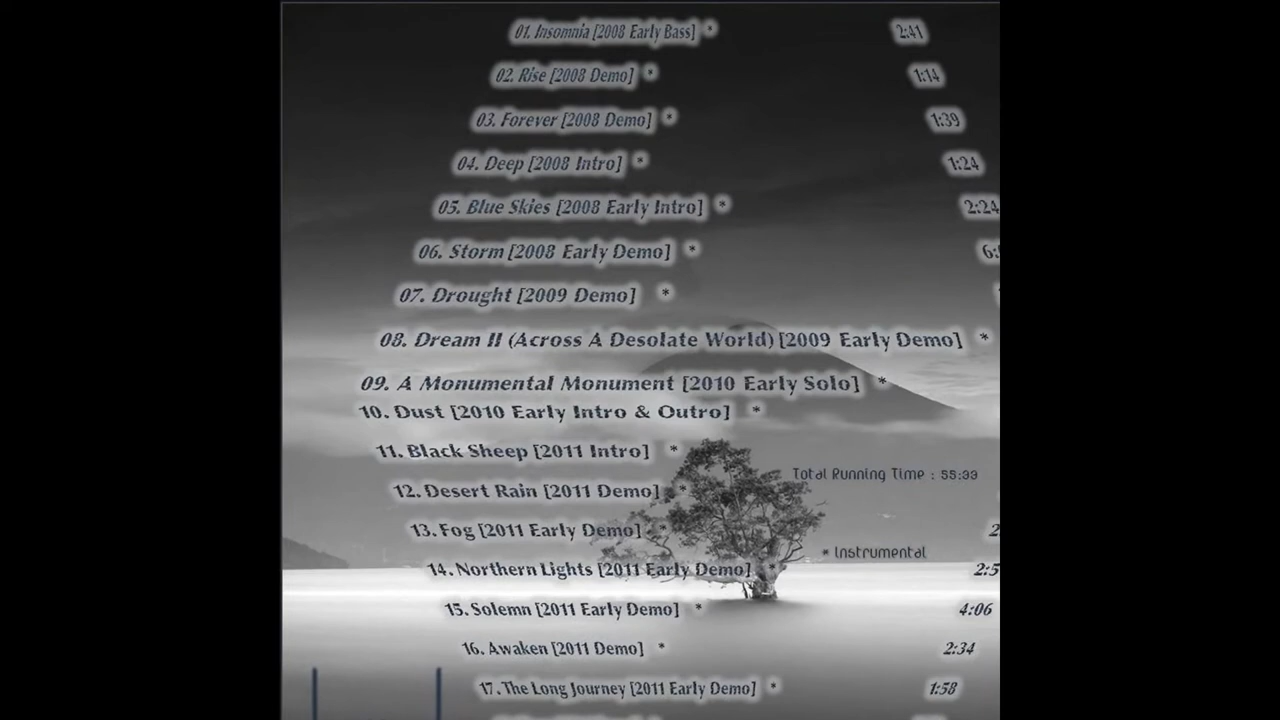 01. Insomnia [2008 Early Bass] * 2:41
02. Rise [2008 Demo] * 1:14
03. Forever [2008 Demo] * 1:39
04. Deep [2008 Intro] * 1:24
05. Blue Skies [2008 Early Intro] * 2:24
06. Storm [2008 Early Demo] * 6:
07. Drought [2009 Demo] *
08. Dream II (Across A Desolate World) [2009 Early Demo] *
09. A Monumental Monument [2010 Early Solo] *
10. Dust [2010 Early Intro & Outro] *
11. Black Sheep [2011 Intro] *
Total Running Time : 55:33
12. Desert Rain [2011 Demo] *
13. Fog [2011 Early Demo] * 2
* Instrumental
14. Northern Lights [2011 Early Demo] * 2:5
15. Solemn [2011 Early Demo] * 4:06
16. Awaken [2011 Demo] * 2:34
17. The Long Journey [2011 Early Demo] * 1:58